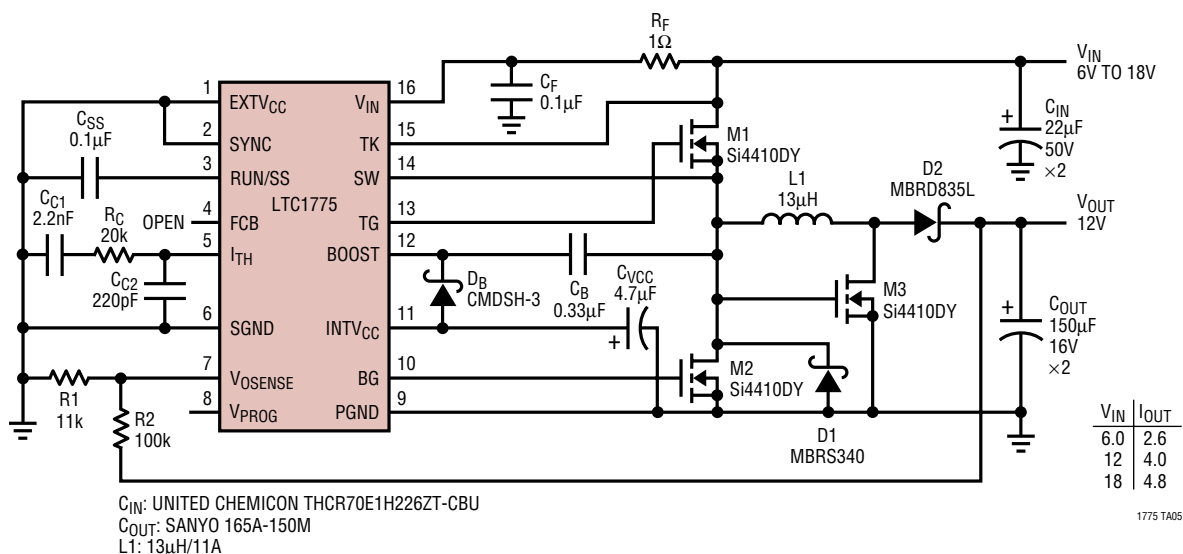 RF
1Ω
VIN
6V TO 18V
CF
0.1µF
CIN
22µF
50V
×2
1
EXTVCC
VIN
16
2
SYNC
TK
15
CSS
0.1µF
3
RUN/SS
SW
14
LTC1775
OPEN
4
FCB
TG
13
CC1
2.2nF
RC
20k
5
ITH
BOOST
12
CC2
220pF
6
SGND
INTVCC
11
7
VOSENSE
BG
10
8
VPROG
PGND
9
R1
11k
R2
100k
DB
CMDSH-3
CB
0.33µF
CVCC
4.7µF
+
M1
Si4410DY
M2
Si4410DY
L1
13µH
D2
MBRD835L
M3
Si4410DY
D1
MBRS340
VOUT
12V
+
COUT
150µF
16V
×2
+
VIN IOUT
6.0 2.6
12 4.0
18 4.8
CIN: UNITED CHEMICON THCR70E1H226ZT-CBU
COUT: SANYO 165A-150M
L1: 13µH/11A
1775 TA05